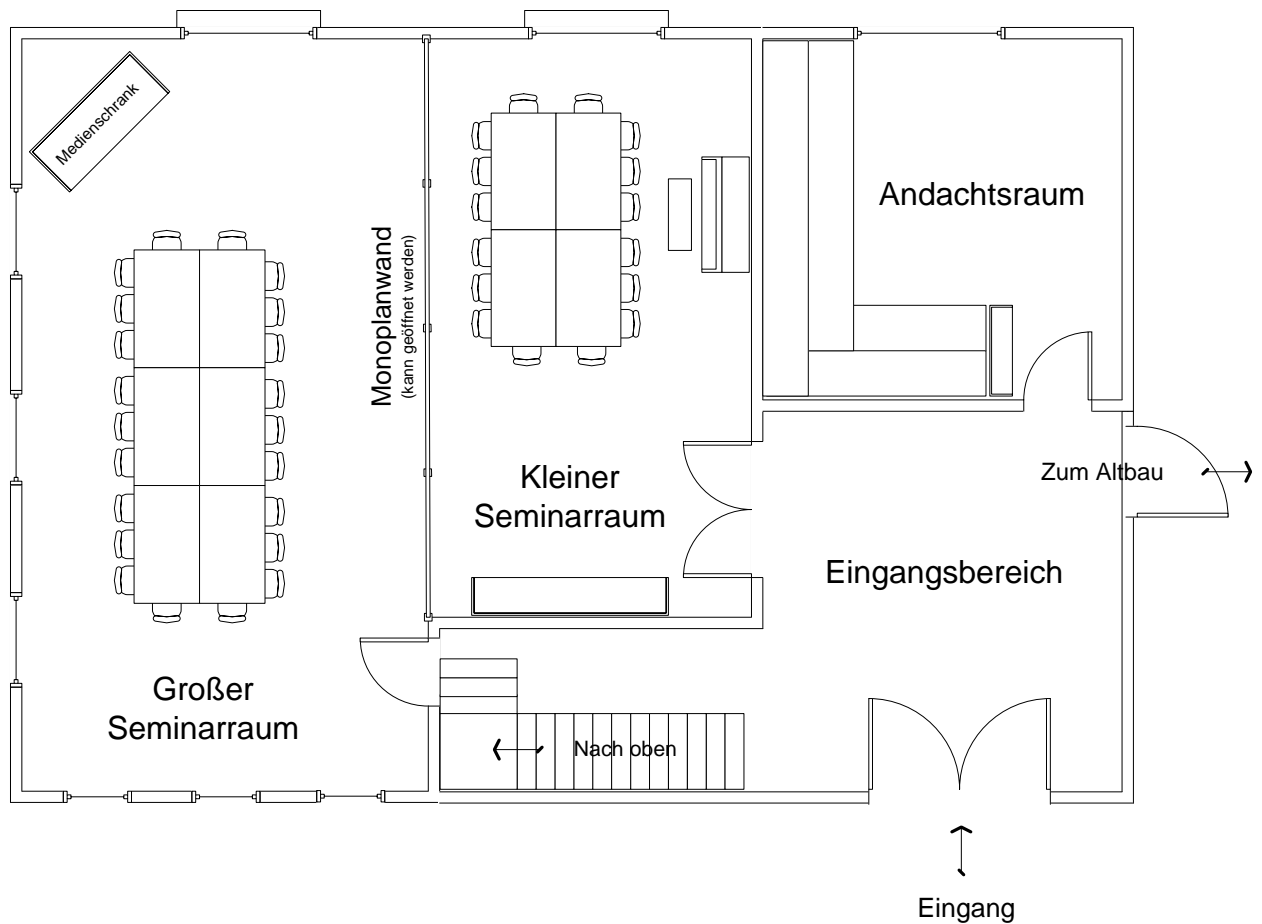 Medienschrank
Andachtsraum
Monoplanwand
(kann geöffnet werden)
Kleiner
Seminarraum
Zum Altbau
Eingangsbereich
Großer
Seminarraum
Nach oben
Eingang